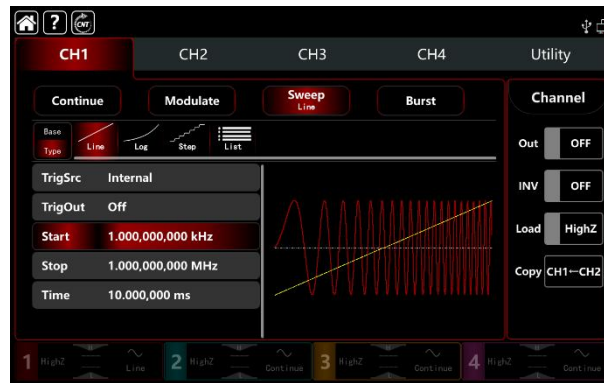 ? CNT
CH1 CH2 CH3 CH4 Utility
Continue Modulate Sweep Burst Channel
Line
Base
Type Line Log Step List
Out OFF
TrigSrc Internal
INV OFF
TrigOut Off
Load HighZ
Start 1.000,000,000 kHz
Stop 1.000,000,000 MHz
Copy CH1←CH2
Time 10.000,000 ms
1 HighZ Line 2 HighZ Continue 3 HighZ Continue 4 HighZ Continue